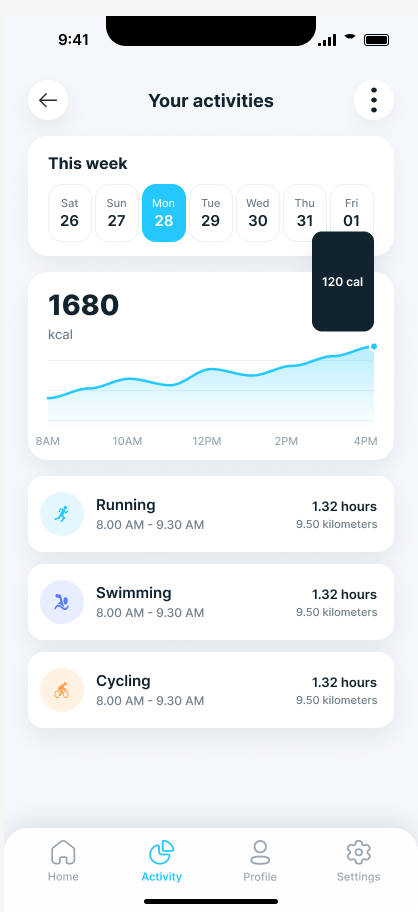 9:41
Your activities
This week
Sat Sun Mon Tue Wed Thu Fri
26 27 28 29 30 31 01
120 cal
1680
kcal
8AM 10AM 12PM 2PM 4PM
Running 1.32 hours
8.00 AM - 9.30 AM 9.50 kilometers
Swimming 1.32 hours
8.00 AM - 9.30 AM 9.50 kilometers
Cycling 1.32 hours
8.00 AM - 9.30 AM 9.50 kilometers
Home Activity Profile Settings